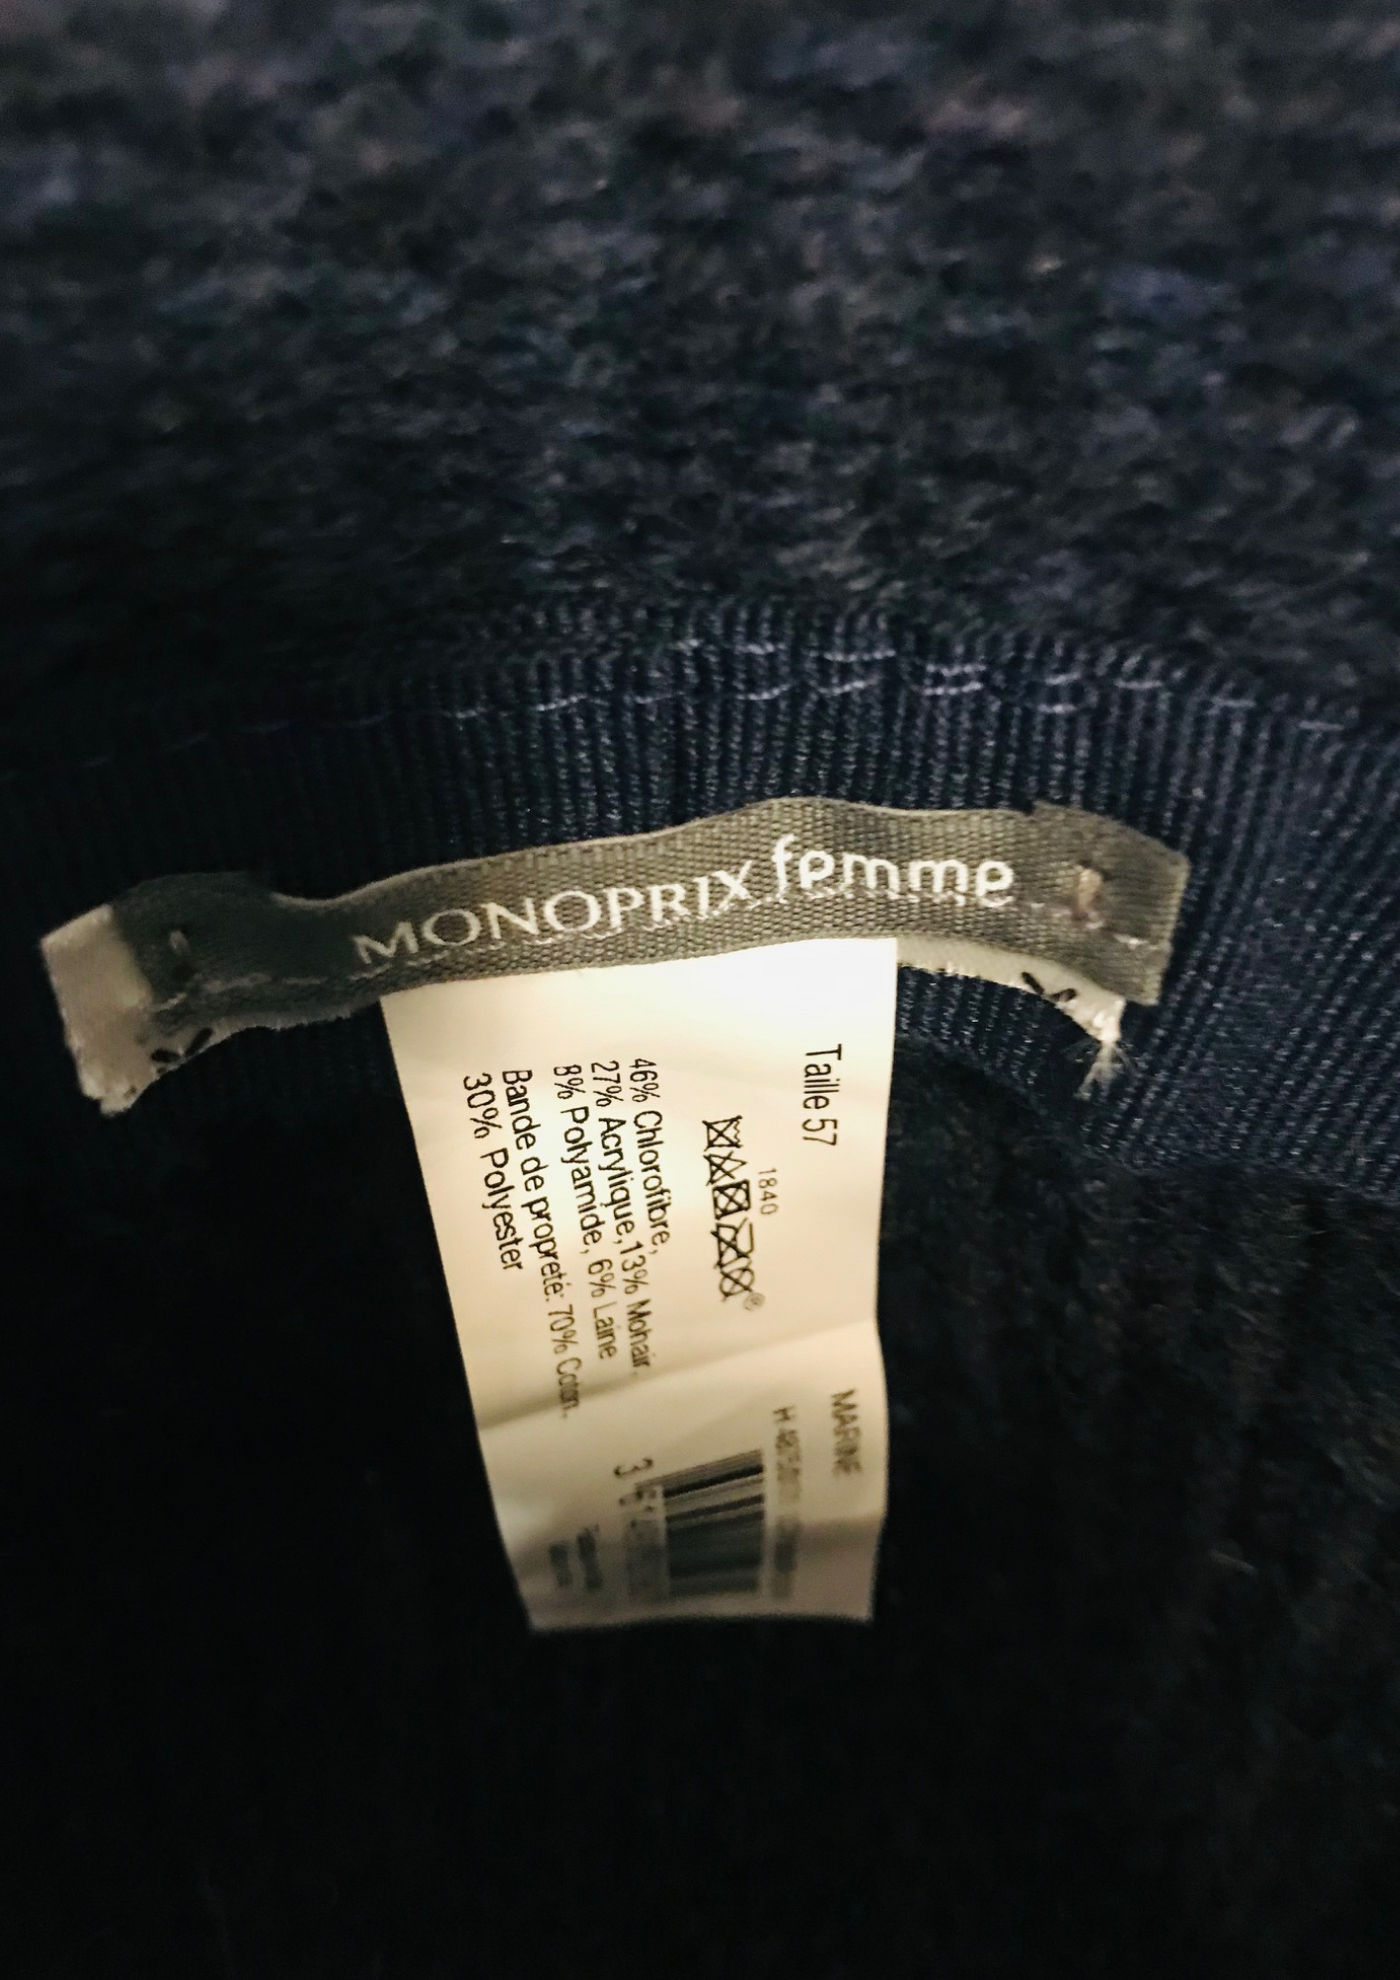 MONOPRIX femme
Taille 57
1840
46% Chlorofibre,
27% Acrylique, 13% Mohair,
8% Polyamide, 6% Laine
Bande de propreté: 70% Coton,
30% Polyester
MARINE